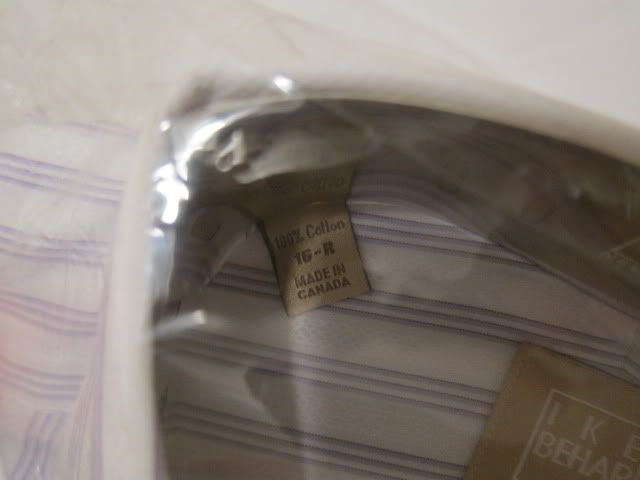 100% Cotton
16-R
MADE IN
CANADA
IKE
BEHAR